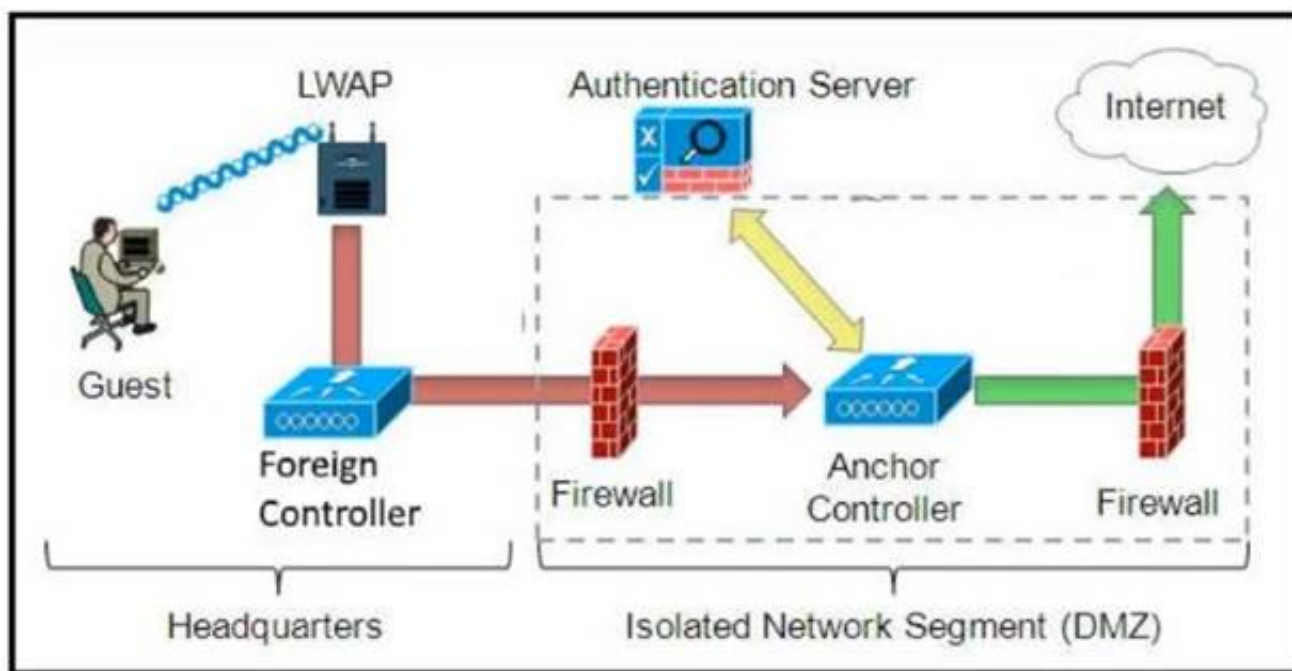 LWAP
Authentication Server
Internet
Guest
Foreign
Controller
Firewall
Anchor
Controller
Firewall
Headquarters
Isolated Network Segment (DMZ)